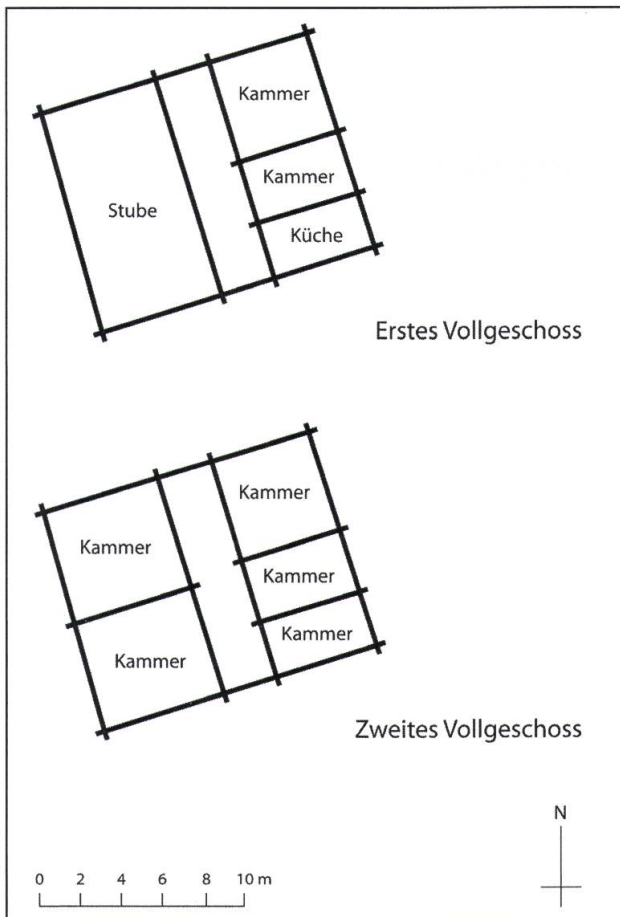 Kammer
Kammer
Stube
Küche
Erstes Vollgeschoss
Kammer
Kammer
Kammer
Kammer
Kammer
Zweites Vollgeschoss
N
0 2 4 6 8 10 m